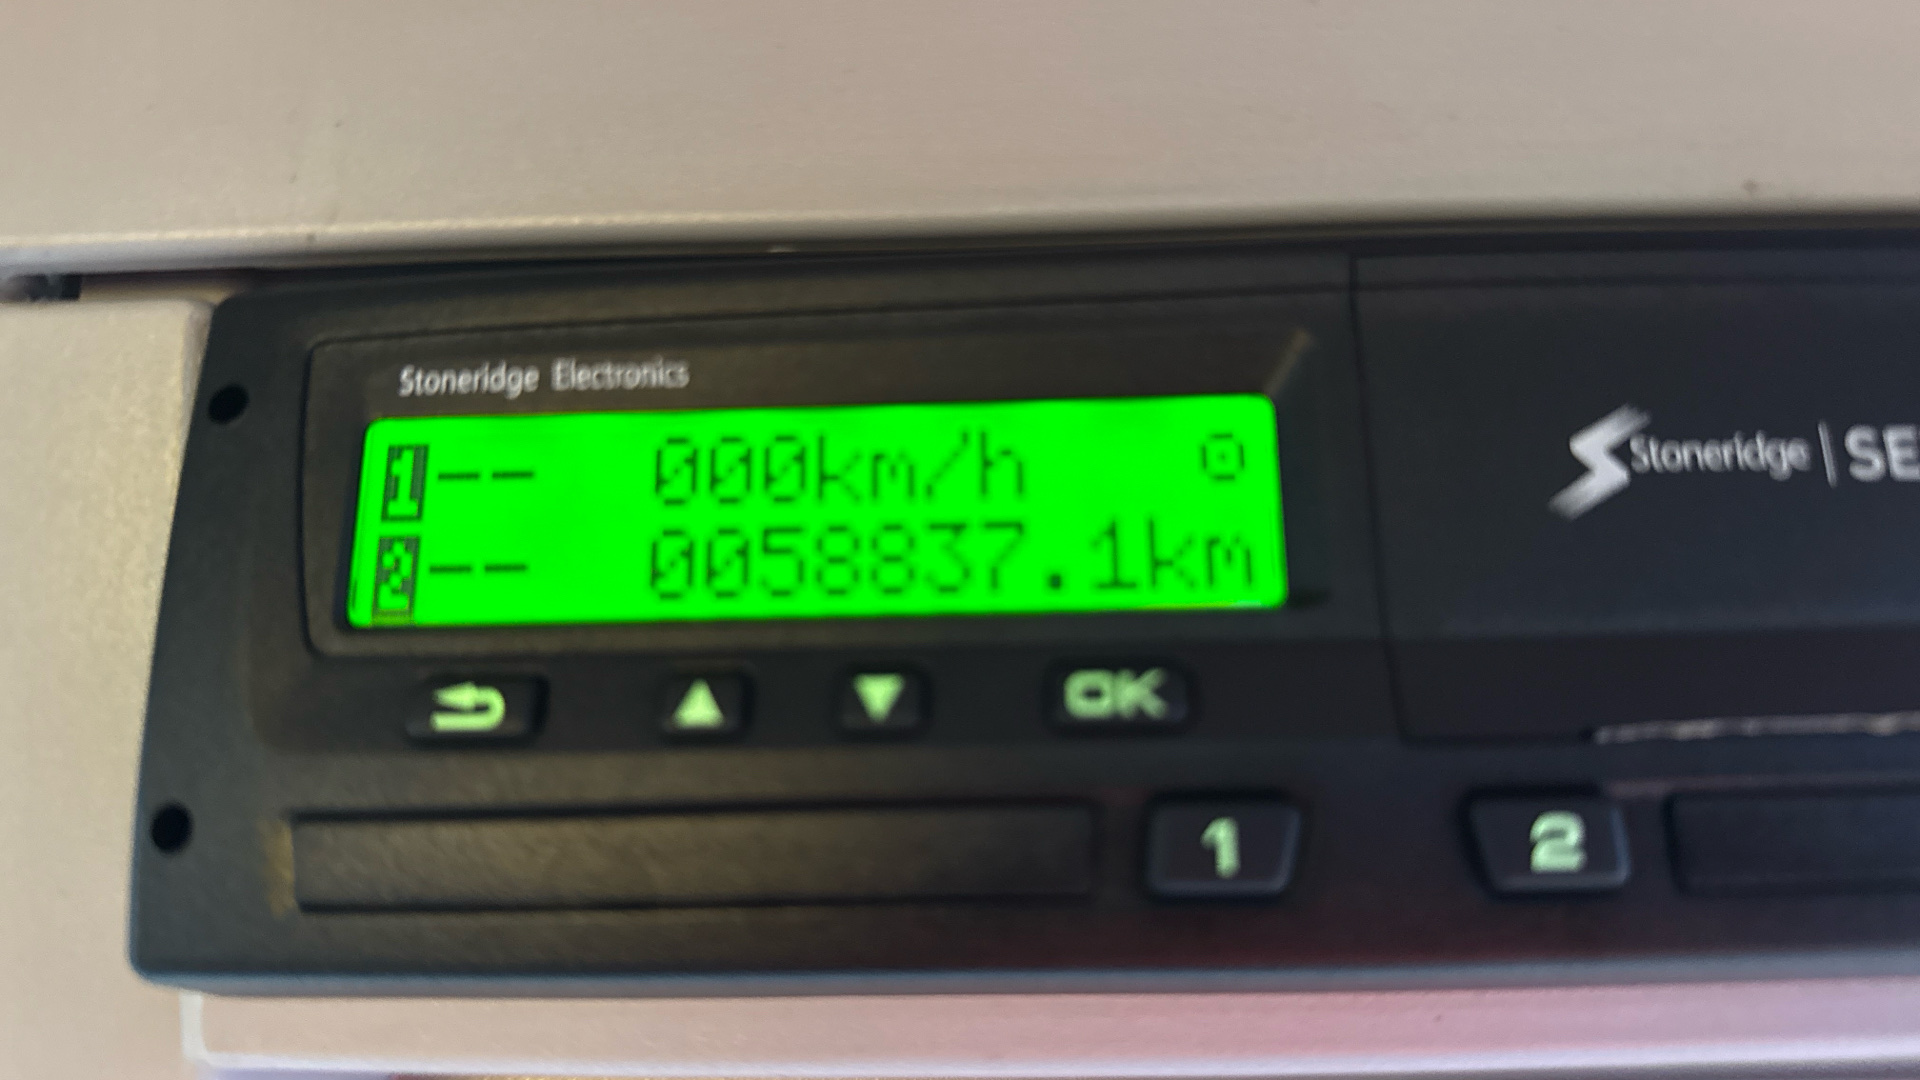 Stoneridge Electronics
1 -- 000km/h
2 -- 0058837.1km
Stoneridge | SE
OK
1 2